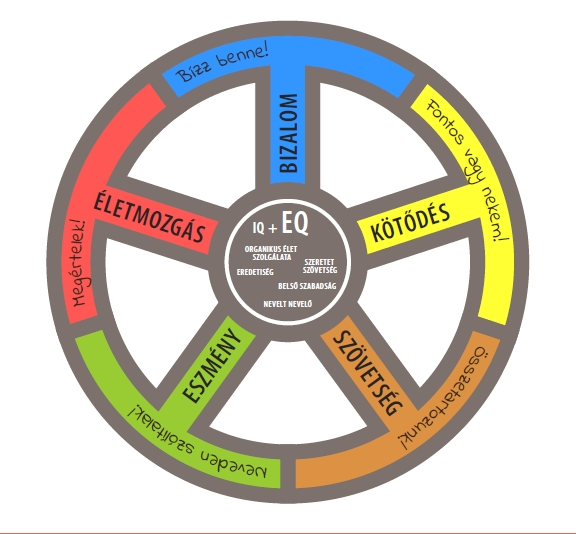 Bízz benne!
BIZALOM
Fontos vagy nekem!
KÖTŐDÉS
Összetartozunk!
SZÖVETSÉG
Neveden szólítalak!
ESZMÉNY
Megértelek!
ÉLETMOZGÁS
IQ + EQ
ORGANIKUS ÉLET
SZOLGÁLATA
SZERETET
SZÖVETSÉG
EREDETISÉG
BELSŐ SZABADSÁG
NEVELT NEVELŐ